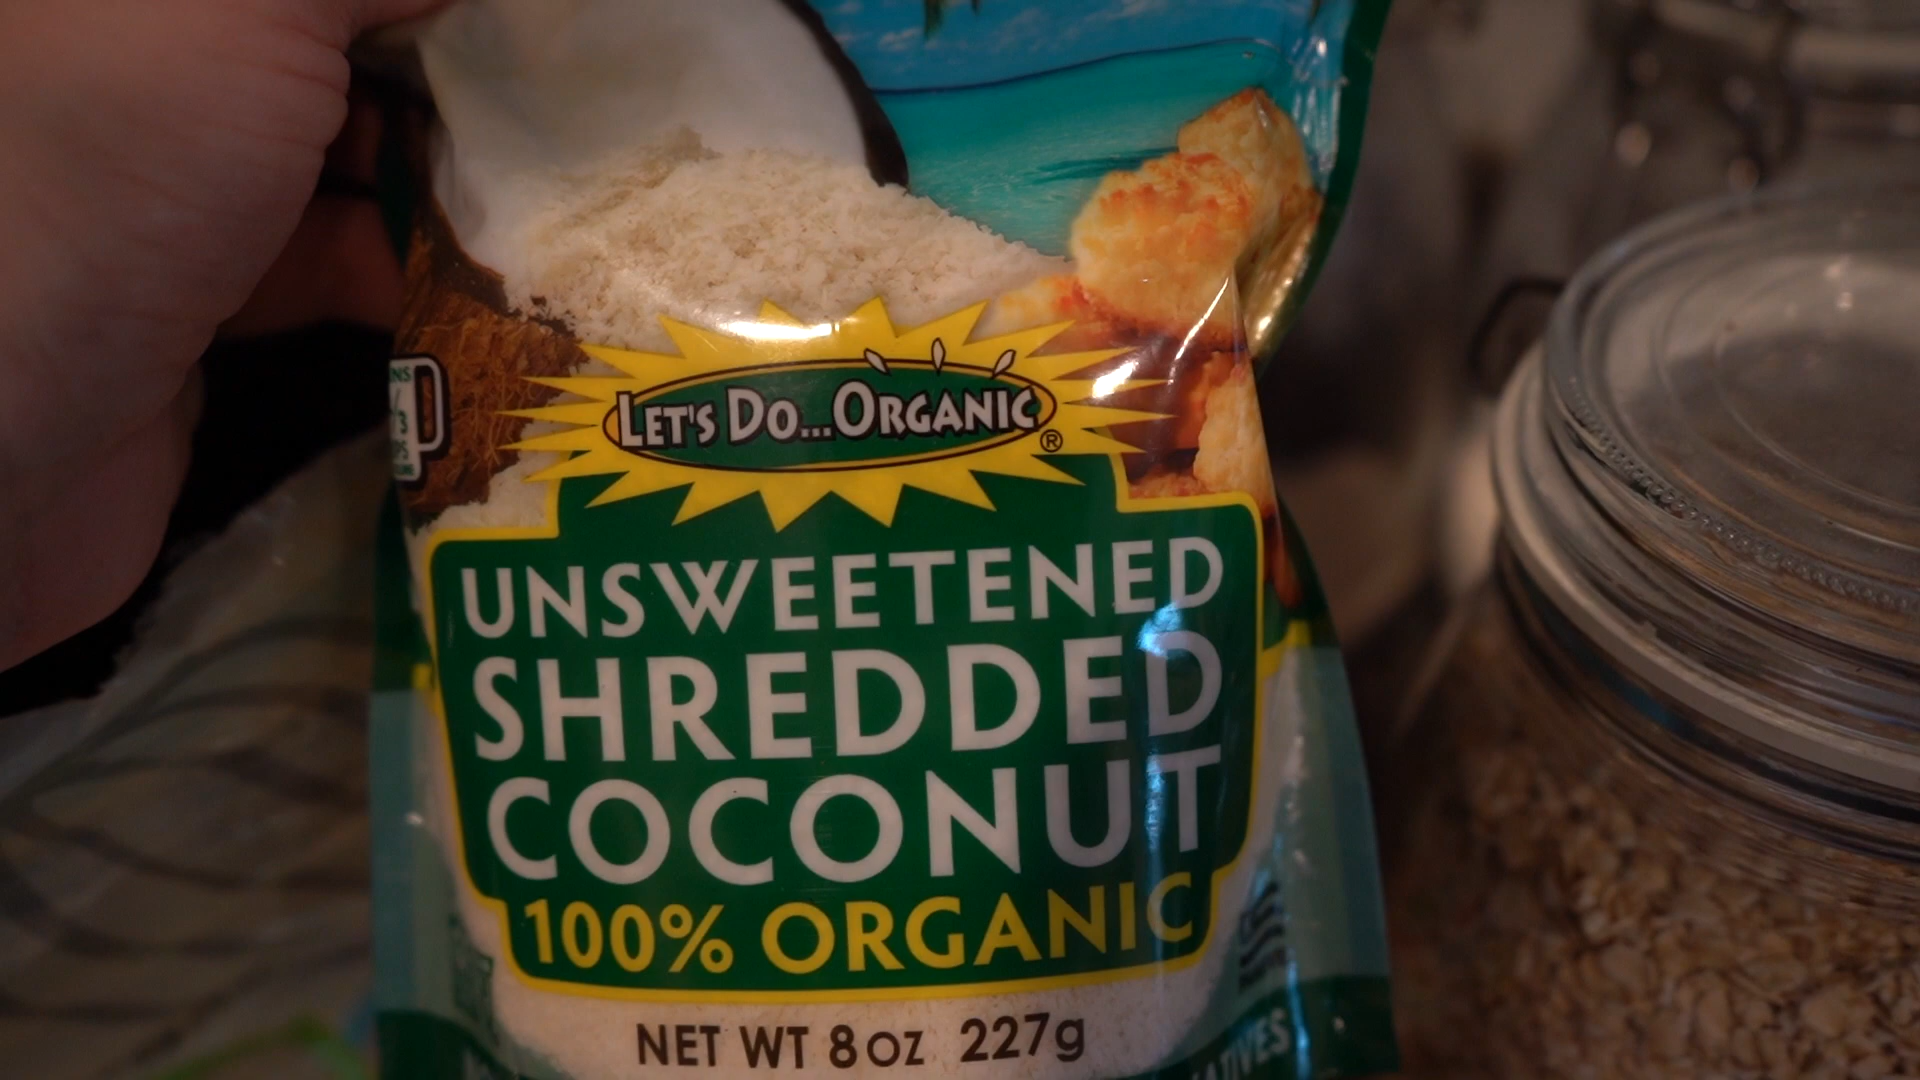 LET'S DO...ORGANIC®
UNSWEETENED
SHREDDED
COCONUT
100% ORGANIC
NET WT 8 OZ 227g